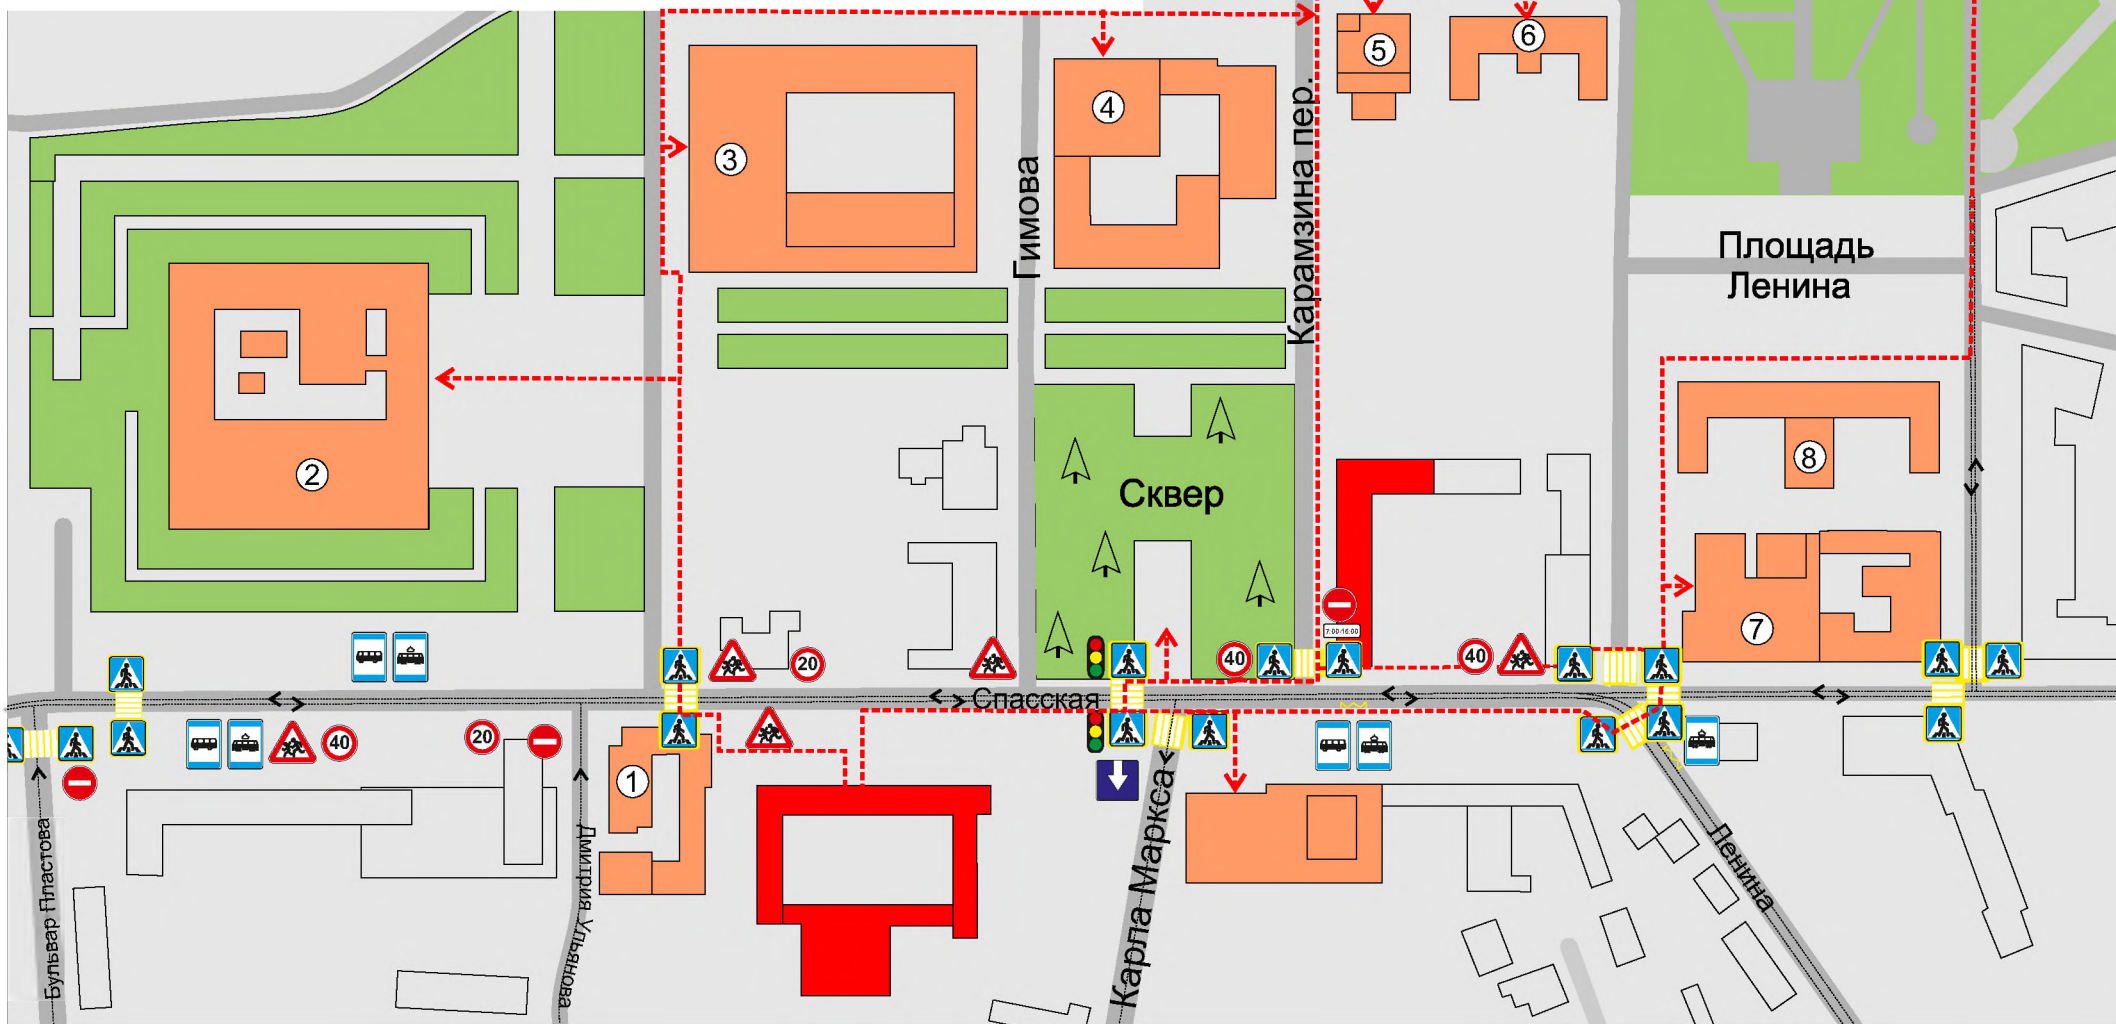 5
6
4
3
Гимова
Карамзина пер.
Площадь
Ленина
2
8
Сквер
7:00-16:00
7
20
40
40
Спасская
40
20
1
Карла Маркса
Ленина
Бульвар Пластова
Дмитрия Ульянова